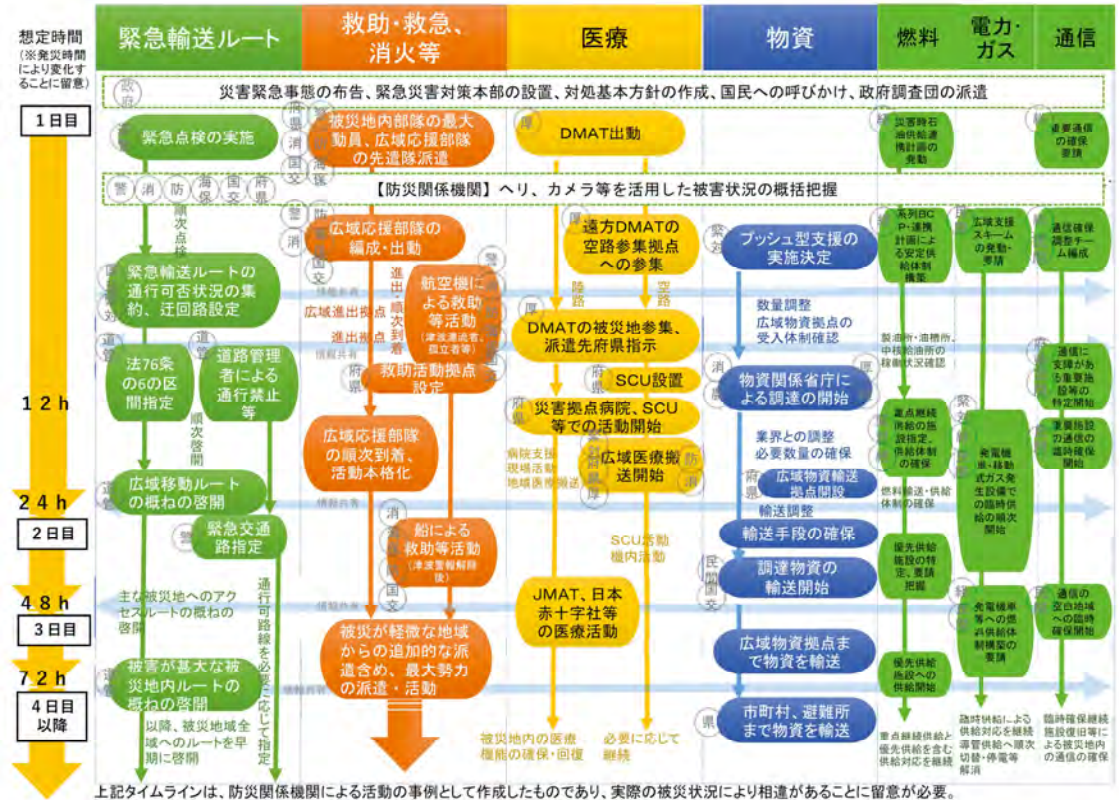 想定時間
(※発災時間
により変化す
ることに留意)
緊急輸送ルート
救助・救急、
消火等
医療
物資
燃料
電力・
ガス
通信
災害緊急事態の布告、緊急災害対策本部の設置、対処基本方針の作成、国民への呼びかけ、政府調査団の派遣
1日目
緊急点検の実施
被災地内部隊の最大
動員、広域応援部隊
の先遣隊派遣
DMAT出動
災害時石
油供給連
携計画の
発動
重要通信
の確保
要請
【防災関係機関】ヘリ、カメラ等を活用した被害状況の概括把握
警 消 防 海保 国交 府県
順次点検
緊急輸送ルートの
通行可否状況の集
約、迂回路設定
法76条
の6の区
間指定
道路管理
者による
通行禁止
等
順次啓開
広域移動ルート
の概ねの啓開
緊急交通
路指定
主な被災地へのアク
セスルートの概ねの
啓開
通行可路線を必要に応じて指定
被害が甚大な被
災地内ルートの
概ねの啓開
以降、被災地域全
域へのルートを早
期に啓開
広域応援部隊の
編成・出動
進出・順次到着
広域進出拠点
進出拠点
航空機に
よる救助
等活動
(津波漂流者、
孤立者等)
救助活動拠点
設定
広域応援部隊
の順次到着、
活動本格化
船による
救助等活動
(津波警報解除
後)
被災が軽微な地域
からの追加的な派
遣含め、最大勢力
の派遣・活動
遠方DMATの
空路参集拠点
への参集
陸路
空路
DMATの被災地参集、
派遣先府県指示
SCU設置
災害拠点病院、SCU
等での活動開始
病院支援
現場活動
地域医療搬送
広域医療搬
送開始
SCU活動
機内活動
JMAT、日本
赤十字社等
の医療活動
被災地内の医療
機能の確保・回復
必要に応じて
継続
プッシュ型支援の
実施決定
数量調整
広域物資拠点の
受入体制確認
物資関係省庁に
よる調達の開始
業界との調整
必要数量の確保
広域物資輸送
拠点開設
輸送調整
輸送手段の確保
調達物資の
輸送開始
広域物資拠点ま
で物資を輸送
市町村、避難所
まで物資を輸送
系列BC
P・連携
計画によ
る安定供
給体制
構築
製油所・油槽所、
中核給油所の
稼働状況確認
重点継続
供給の施
設指定、
供給体制
の確保
燃料輸送・供給
体制の確保
優先供給
施設の特
定、要請
把握
優先供給
施設への
供給開始
重点継続供給と
優先供給を含む
供給対応を継続
広域支援
スキーム
の発動・
要請
発電機
車・移動
式ガス発
生設備で
の臨時供
給の順次
開始
発電機車
等への燃
料供給体
制構築の
要請
臨時供給による
供給対応を継続
導管供給へ順次
切替・停電等
解消
通信確保
調整チー
ム編成
通信に
支障があ
る重要施
設等の特
定開始
重要施設
の通信の
臨時確保
開始
通信の
空白地域
への臨時
確保開始
臨時確保継続
施設復旧等に
よる被災地内
の通信の確保
12h
24h
2日目
48h
3日目
72h
4日目
以降
上記タイムラインは、防災関係機関による活動の事例として作成したものであり、実際の被災状況により相違があることに留意が必要。